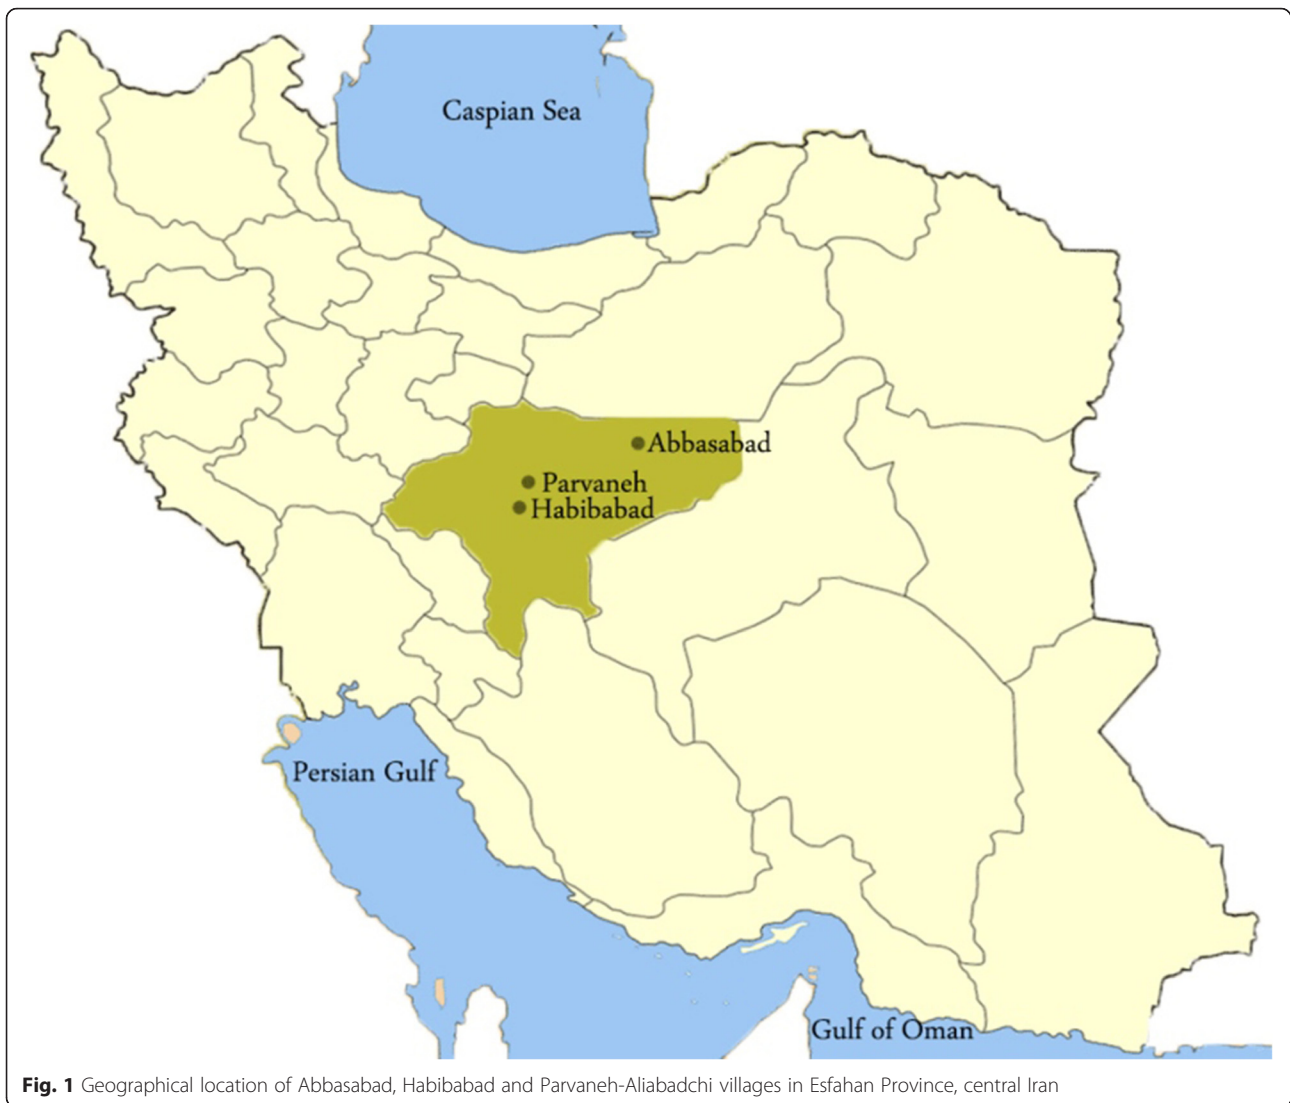 Caspian Sea
Abbasabad
Parvaneh
Habibabad
Persian Gulf
Gulf of Oman
Fig. 1 Geographical location of Abbasabad, Habibabad and Parvaneh-Aliabadchi villages in Esfahan Province, central Iran